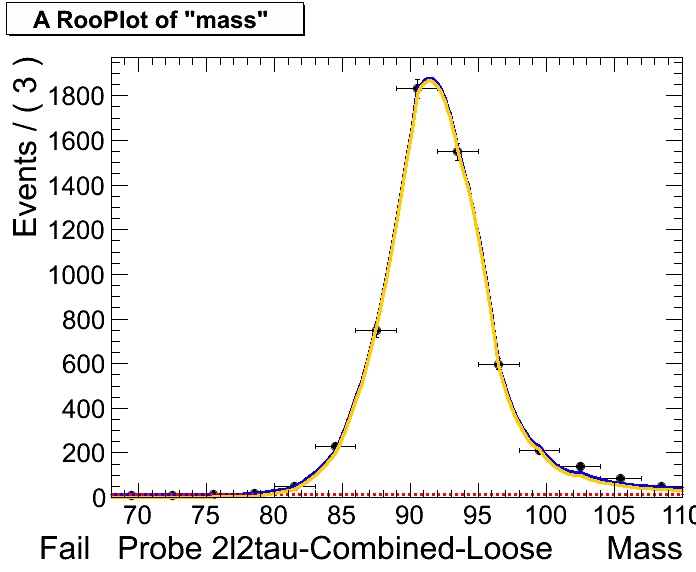 A RooPlot of "mass"
Events / ( 3 )
1800
1600
1400
1200
1000
800
600
400
200
0
70 75 80 85 90 95 100 105 110
Fail Probe 2l2tau-Combined-Loose Mass